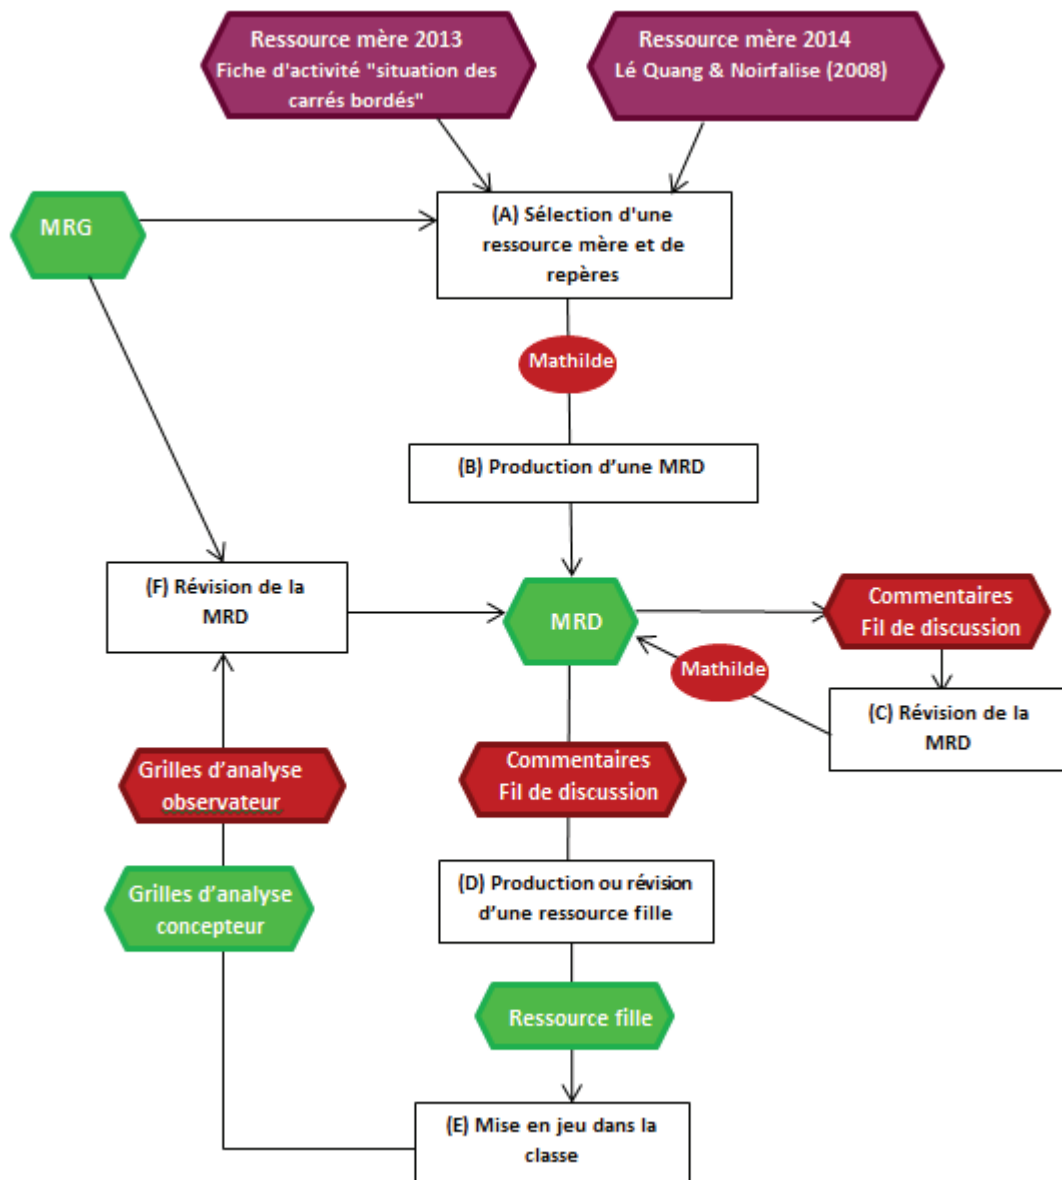 Ressource mère 2013
Fiche d'activité "situation des
carrés bordés"
Ressource mère 2014
Lé Quang & Noirfalise (2008)
MRG
(A) Sélection d'une
ressource mère et de
repères
Mathilde
(B) Production d'une MRD
(F) Révision de la
MRD
MRD
Commentaires
Fil de discussion
Mathilde
(C) Révision de la
MRD
Grilles d'analyse
observateur
Commentaires
Fil de discussion
Grilles d'analyse
concepteur
(D) Production ou révision
d'une ressource fille
Ressource fille
(E) Mise en jeu dans la
classe